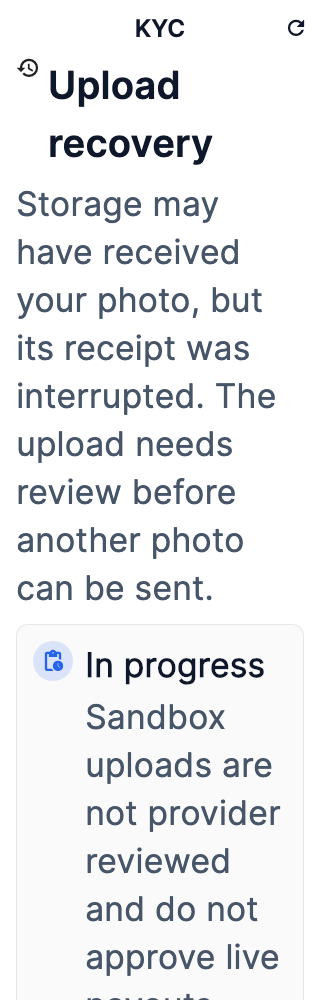 KYC
Upload
recovery
Storage may
have received
your photo, but
its receipt was
interrupted. The
upload needs
review before
another photo
can be sent.
In progress
Sandbox
uploads are
not provider
reviewed
and do not
approve live